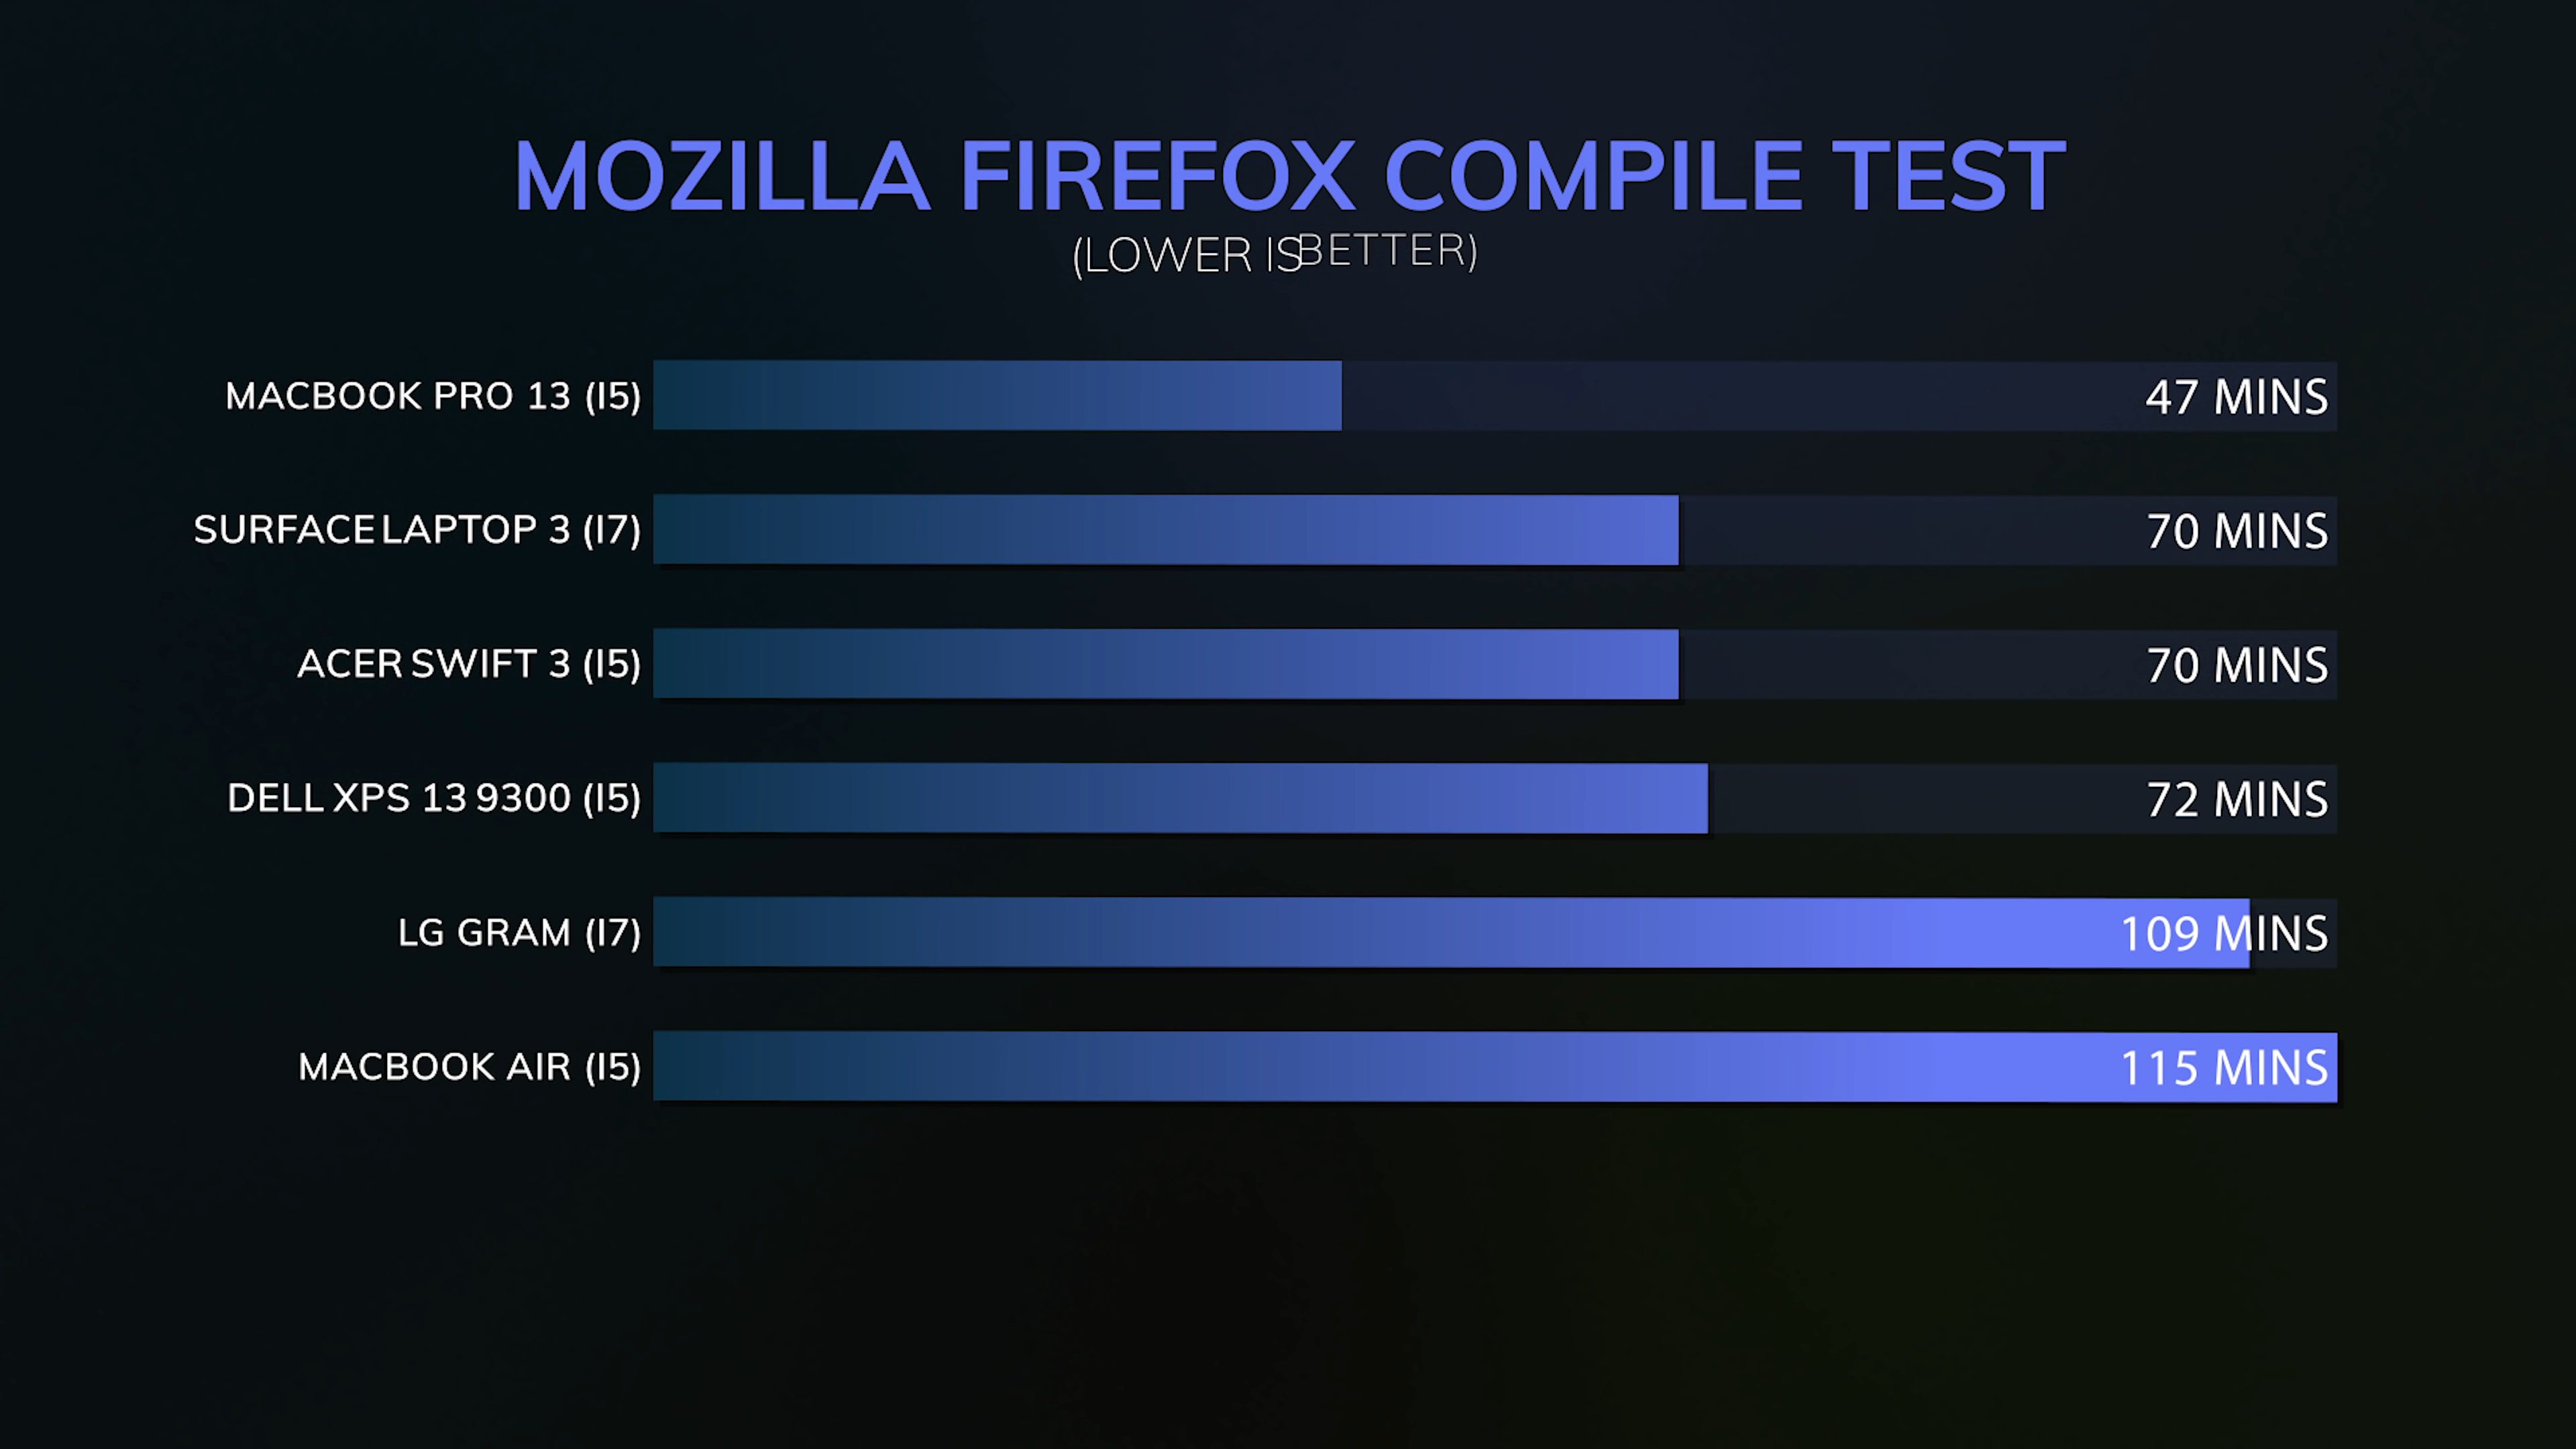 MOZILLA FIREFOX COMPILE TEST
(LOWER IS BETTER)
MACBOOK PRO 13 (I5) 47 MINS
SURFACE LAPTOP 3 (I7) 70 MINS
ACER SWIFT 3 (I5) 70 MINS
DELL XPS 13 9300 (I5) 72 MINS
LG GRAM (I7) 109 MINS
MACBOOK AIR (I5) 115 MINS